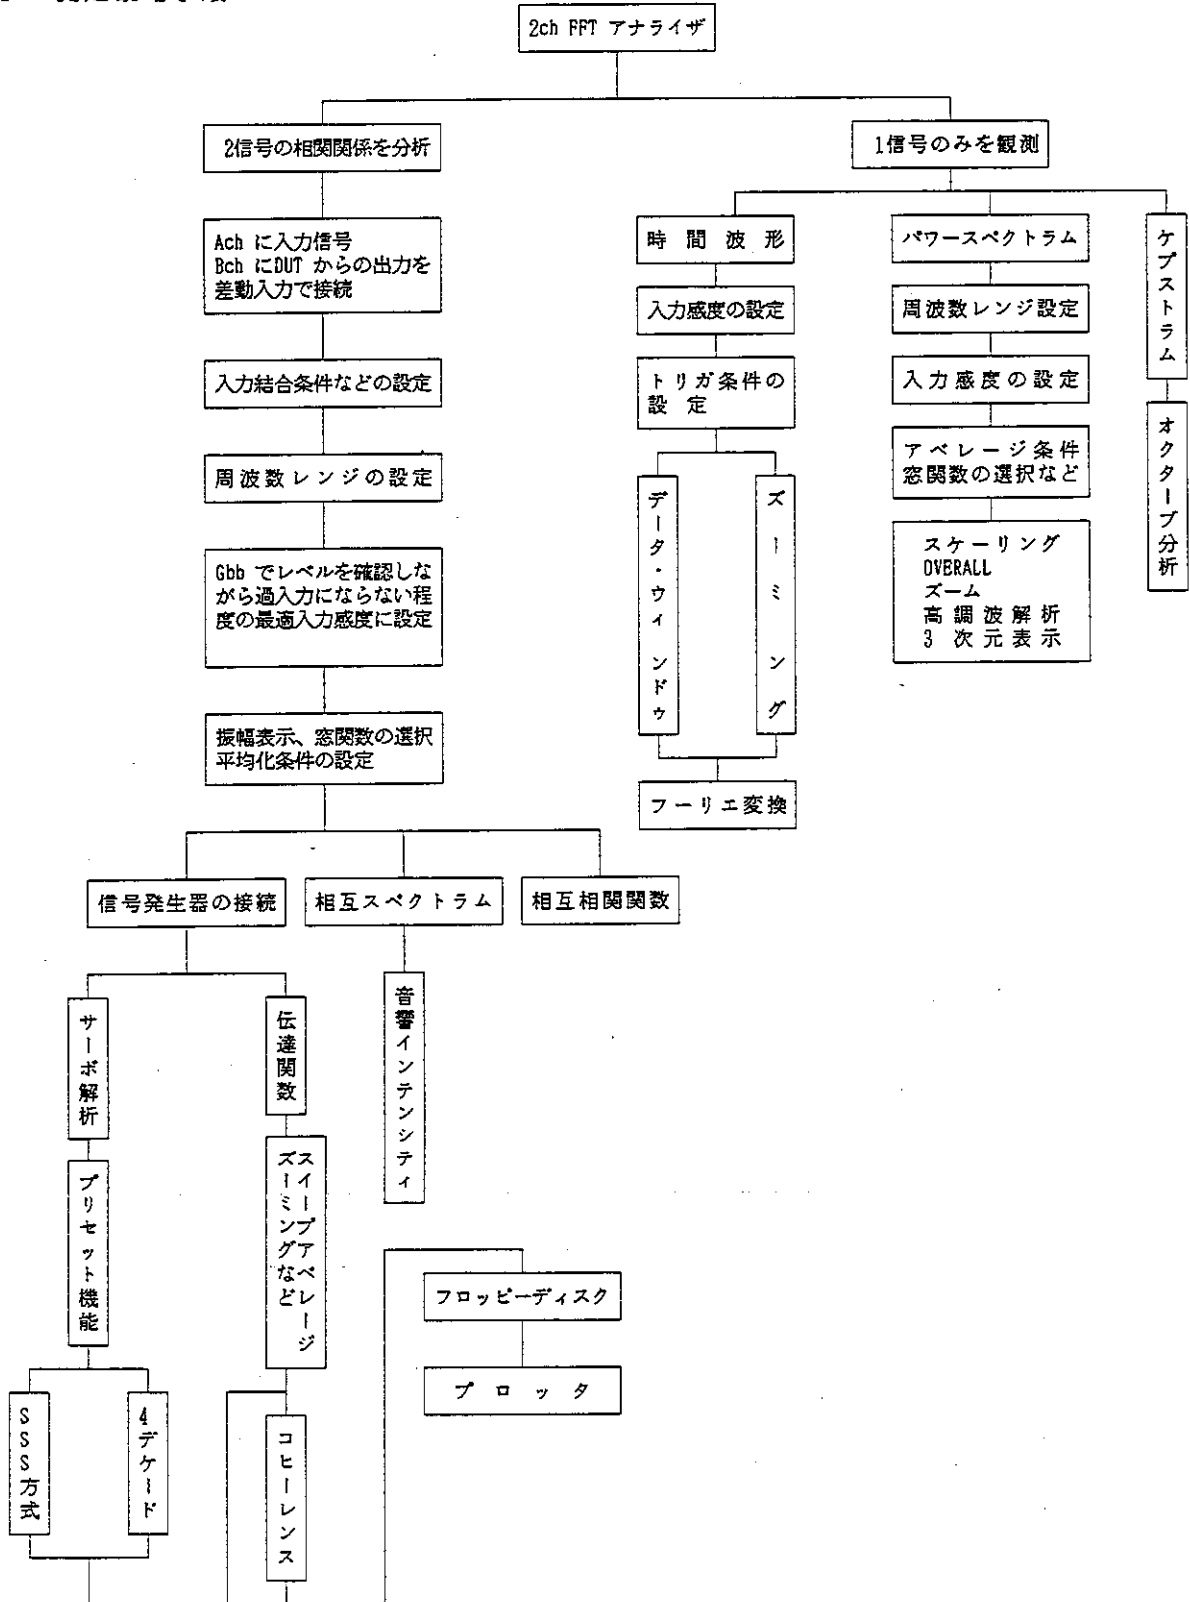 2ch FFT アナライザ
2信号の相関関係を分析
1信号のみを観測
Ach に入力信号
Bch にDUT からの出力を
差動入力で接続
入力結合条件などの設定
周波数レンジの設定
Gbb でレベルを確認しな
がら過入力にならない程
度の最適入力感度に設定
振幅表示、窓関数の選択
平均化条件の設定
時間波形
入力感度の設定
トリガ条件の
設定
データ・ウィンドウ
ズーミング
フーリエ変換
パワースペクトラム
周波数レンジ設定
入力感度の設定
アベレージ条件
窓関数の選択など
スケーリング
OVERALL
ズーム
高調波解析
3 次元表示
ケプストラム
オクターブ分析
信号発生器の接続
相互スペクトラム
相互相関関数
サーボ解析
プリセット機能
SSS方式
4デケード
伝達関数
スイープアベレージ
ズーミングなど
コヒーレンス
音響インテンシティ
フロッピーディスク
プロッタ